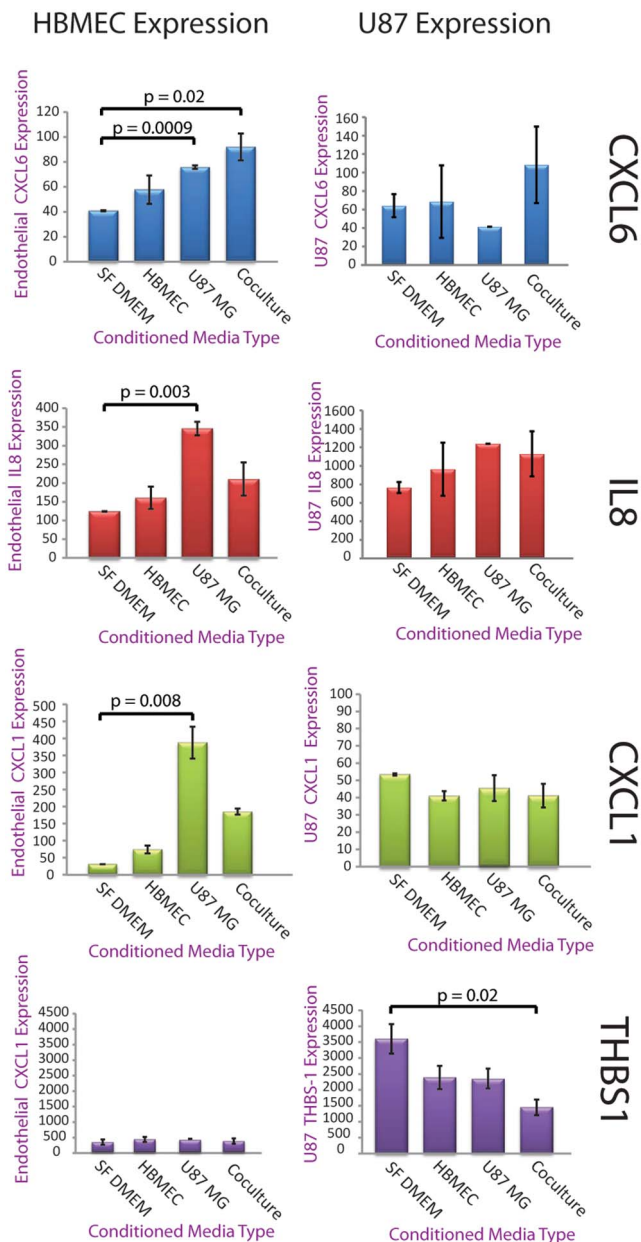 HBMEC Expression
U87 Expression
Endothelial CXCL6 Expression
120
100
80
60
40
20
0
p = 0.02
p = 0.0009
SF DMEM
HBMEC
U87 MG
Coculture
Conditioned Media Type
U87 CXCL6 Expression
160
140
120
100
80
60
40
20
0
SF DMEM
HBMEC
U87 MG
Coculture
Conditioned Media Type
CXCL6
Endothelial IL8 Expression
400
350
300
250
200
150
100
50
0
p = 0.003
SF DMEM
HBMEC
U87 MG
Coculture
Conditioned Media Type
U87 IL8 Expression
1600
1400
1200
1000
800
600
400
200
0
SF DMEM
HBMEC
U87 MG
Coculture
Conditioned Media Type
IL8
Endothelial CXCL1 Expression
500
450
400
350
300
250
200
150
100
50
0
p = 0.008
SF DMEM
HBMEC
U87 MG
Coculture
Conditioned Media Type
U87 CXCL1 Expression
100
90
80
70
60
50
40
30
20
10
0
SF DMEM
HBMEC
U87 MG
Coculture
Conditioned Media Type
CXCL1
Endothelial CXCL1 Expression
4500
4000
3500
3000
2500
2000
1500
1000
500
0
SF DMEM
HBMEC
U87 MG
Coculture
Conditioned Media Type
U87 THBS-1 Expression
4500
4000
3500
3000
2500
2000
1500
1000
500
0
p = 0.02
SF DMEM
HBMEC
U87 MG
Coculture
Conditioned Media Type
THBS1